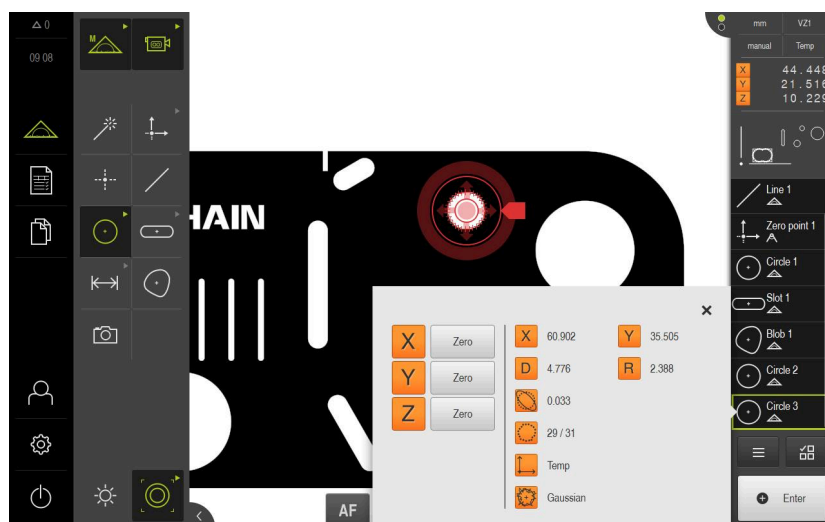 0
09 08
M
HAIN
AF
×
X
Zero
Y
Zero
Z
Zero
X
60.902
Y
35.505
D
4.776
R
2.388
0.033
29 / 31
Temp
Gaussian
mm
VZ1
manual
Temp
X
44.448
Y
21.516
Z
10.229
Line 1
Zero point 1
Circle 1
Slot 1
Blob 1
Circle 2
Circle 3
Enter